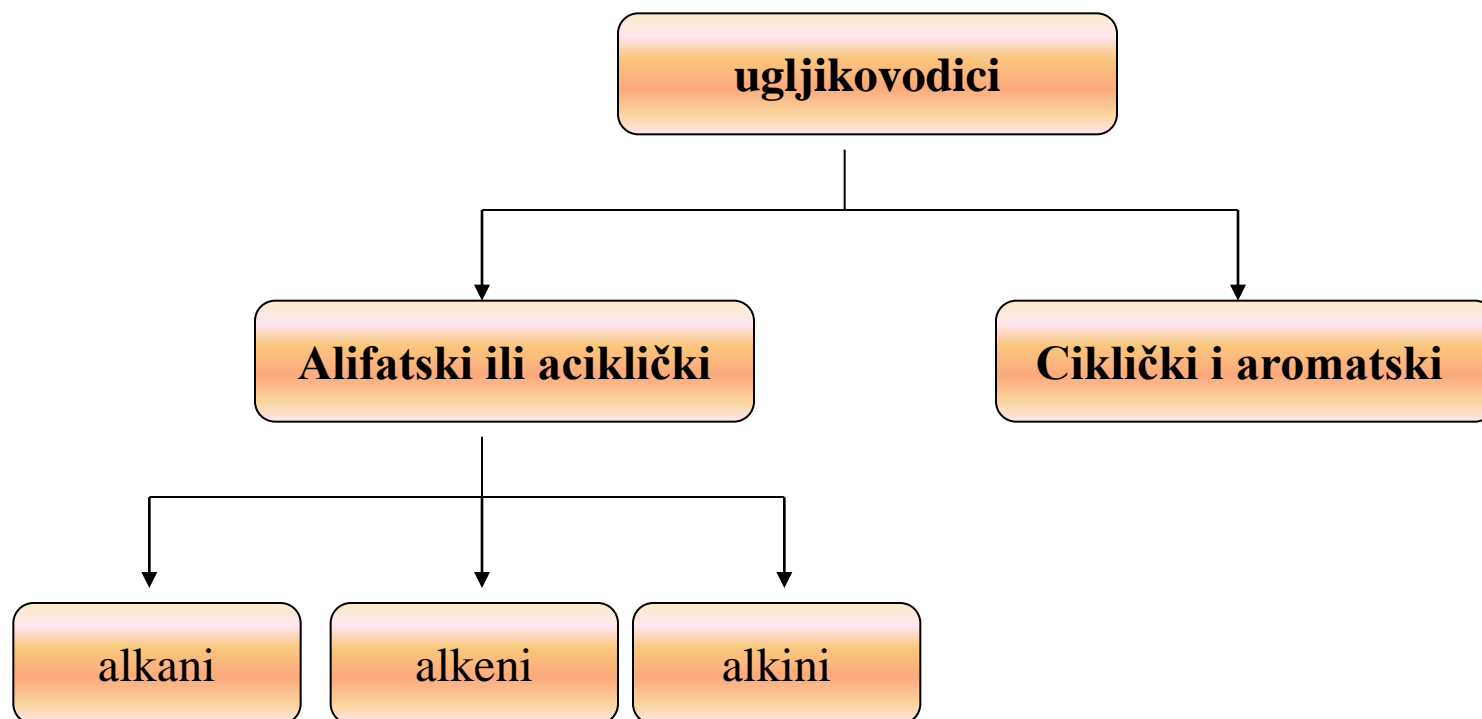 ugljikovodici
Alifatski ili aciklički
Ciklički i aromatski
alkani
alkeni
alkini